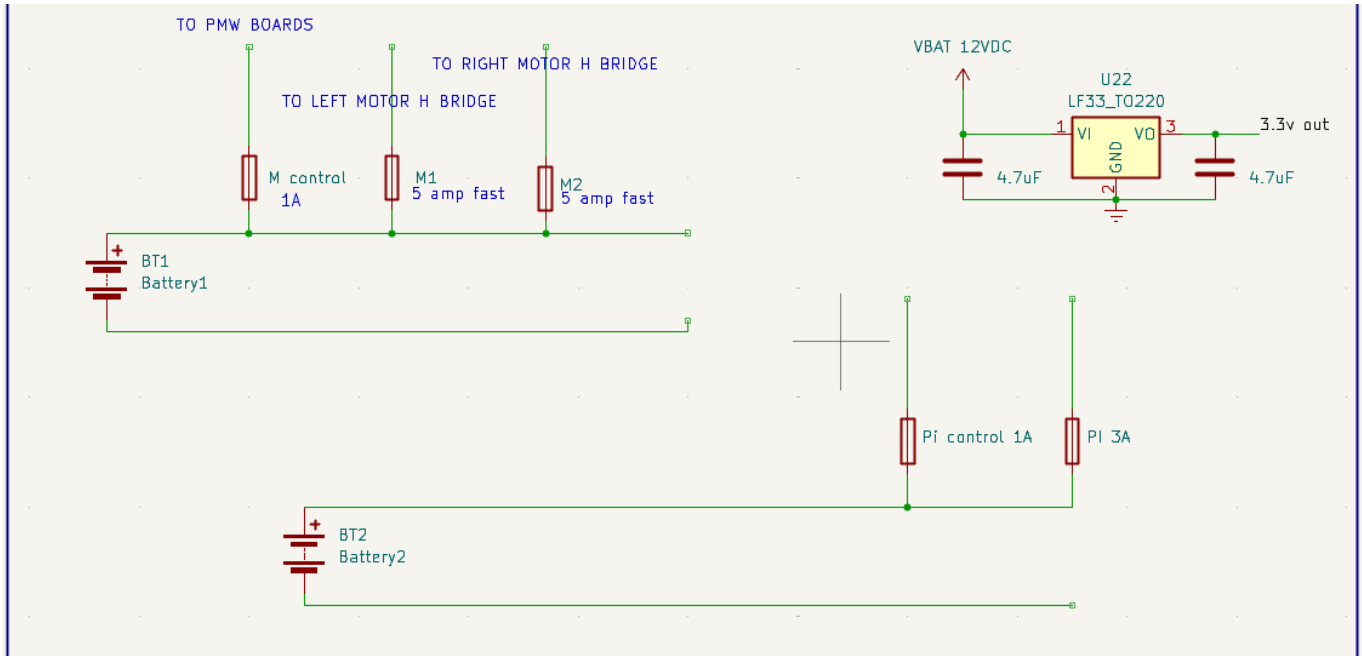 TO PMW BOARDS
TO RIGHT MOTOR H BRIDGE
TO LEFT MOTOR H BRIDGE
M control
1A
M1
5 amp fast
M2
5 amp fast
+
BT1
Battery1
VBAT 12VDC
U22
LF33_TO220
1
VI
VO
3
GND
2
3.3v out
4.7uF
4.7uF
Pi control 1A
PI 3A
+
BT2
Battery2